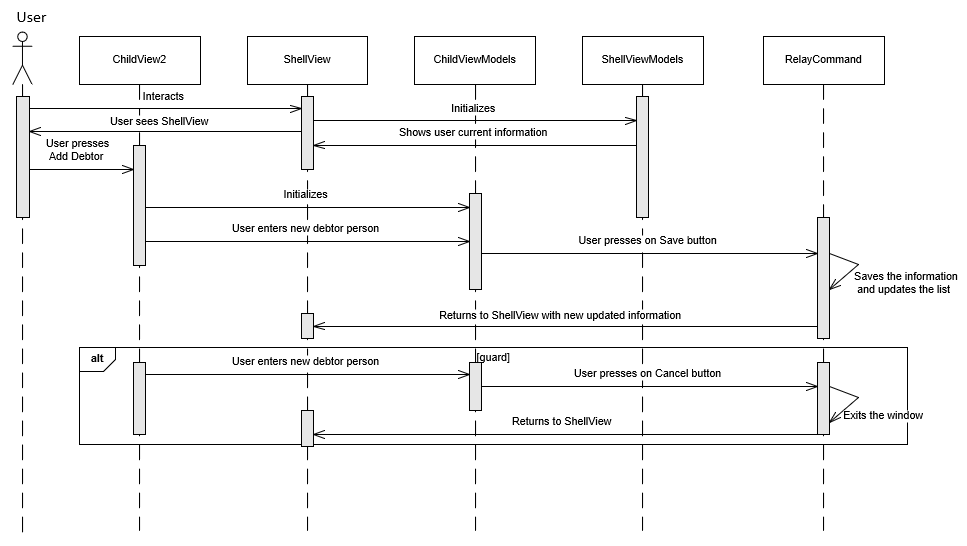 User
ChildView2
ShellView
ChildViewModels
ShellViewModels
RelayCommand
Interacts
Initializes
User sees ShellView
Shows user current information
User presses
Add Debtor
Initializes
User enters new debtor person
User presses on Save button
Saves the information
and updates the list
Returns to ShellView with new updated information
alt
[guard]
User enters new debtor person
User presses on Cancel button
Exits the window
Returns to ShellView